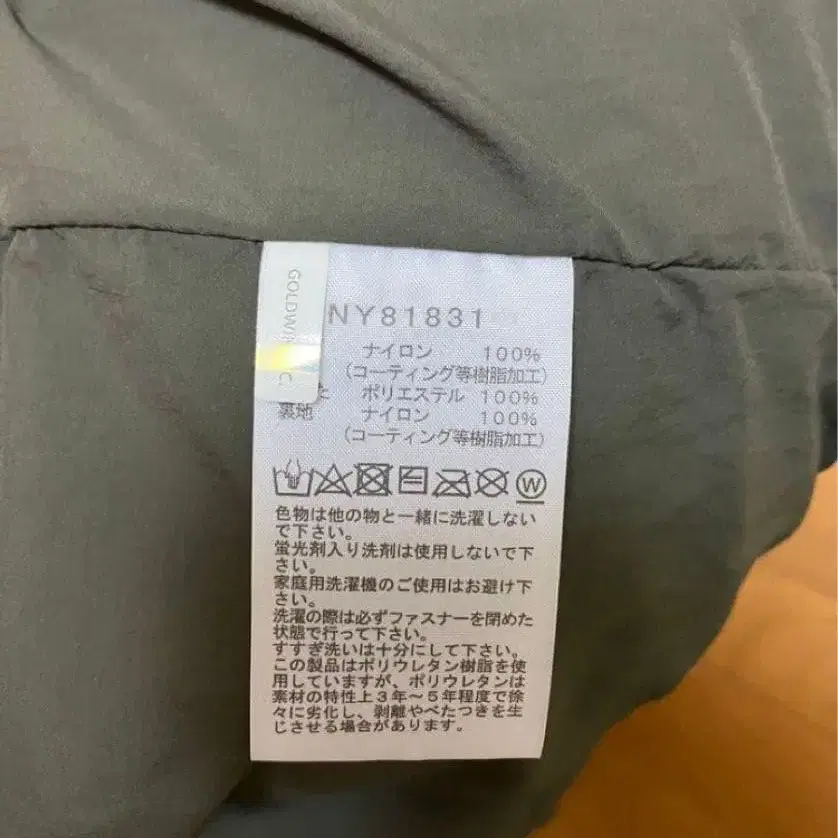 GOLDWIN
NY81831
ナイロン 100%
(コーティング等樹脂加工)
た ポリエステル 100%
裏地 ナイロン 100%
(コーティング等樹脂加工)
W
色物は他の物と一緒に洗濯しない
で下さい。
蛍光剤入り洗剤は使用しないで下
さい。
家庭用洗濯機のご使用はお避け下
さい。
洗濯の際は必ずファスナーを閉めた
状態で行って下さい。
すすぎ洗いは十分にして下さい。
この製品はポリウレタン樹脂を使
用していますが、ポリウレタンは
素材の特性上3年～5年程度で徐
々に劣化し、剥離やべたつきを生
じさせる場合があります。